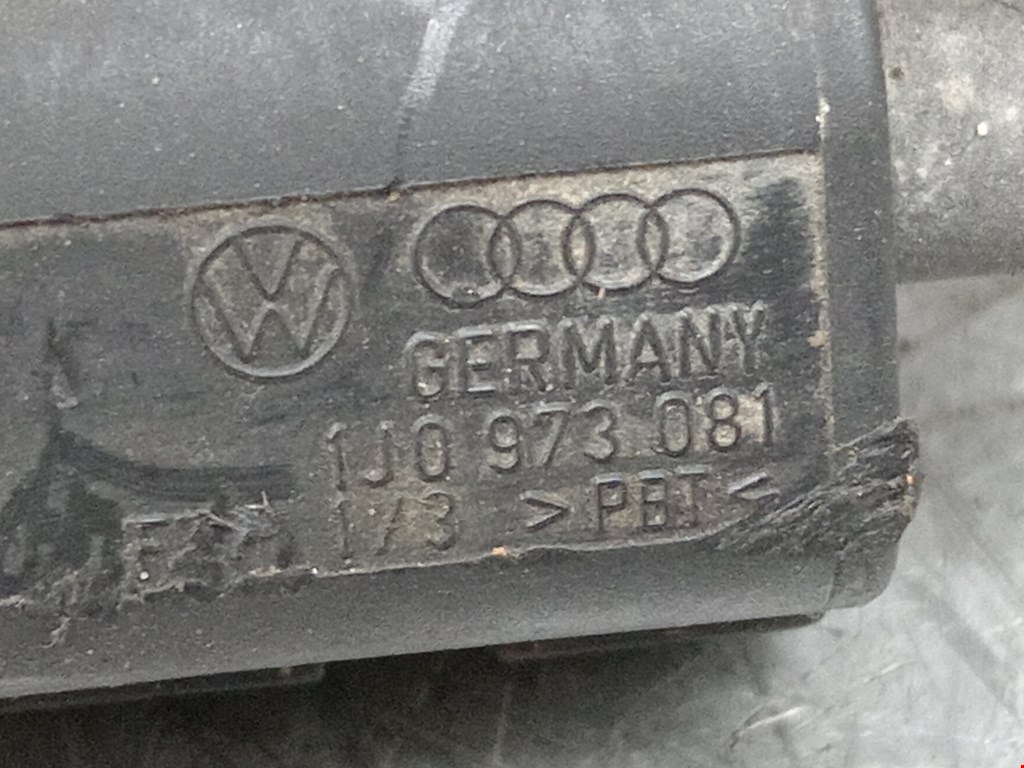 GERMANY
1J0 973 081
1/3 >PBT<